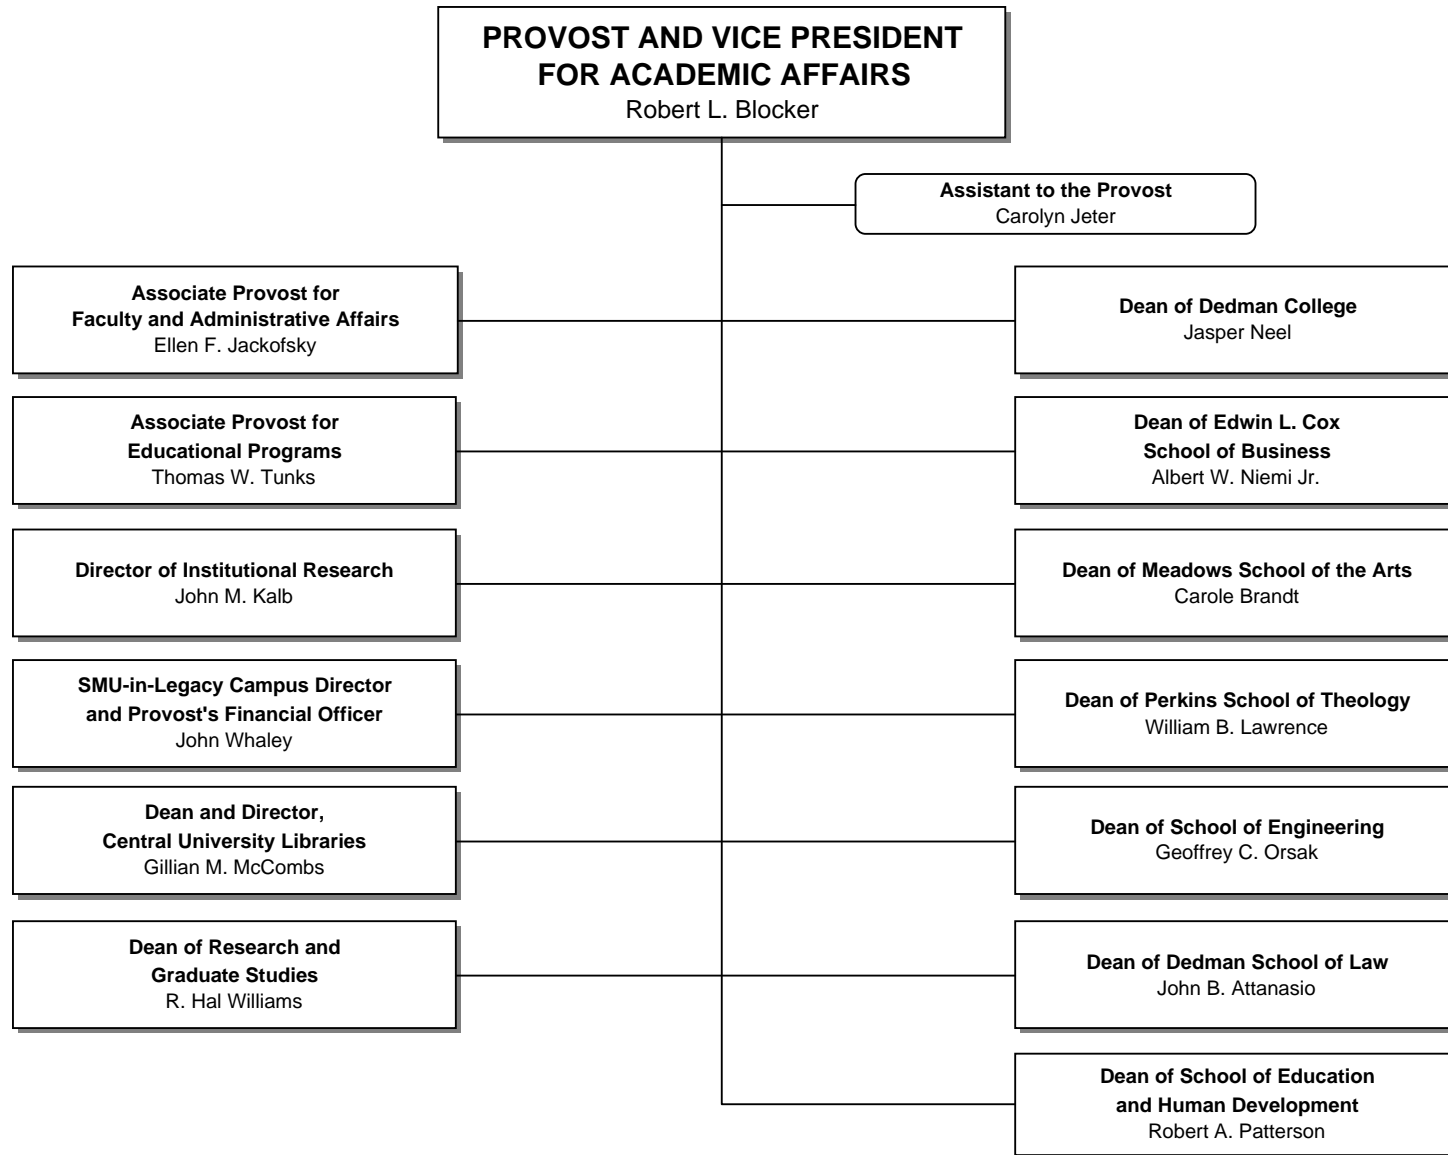 PROVOST AND VICE PRESIDENT
FOR ACADEMIC AFFAIRS
Robert L. Blocker
Assistant to the Provost
Carolyn Jeter
Associate Provost for
Faculty and Administrative Affairs
Ellen F. Jackofsky
Dean of Dedman College
Jasper Neel
Associate Provost for
Educational Programs
Thomas W. Tunks
Dean of Edwin L. Cox
School of Business
Albert W. Niemi Jr.
Director of Institutional Research
John M. Kalb
Dean of Meadows School of the Arts
Carole Brandt
SMU-in-Legacy Campus Director
and Provost's Financial Officer
John Whaley
Dean of Perkins School of Theology
William B. Lawrence
Dean and Director,
Central University Libraries
Gillian M. McCombs
Dean of School of Engineering
Geoffrey C. Orsak
Dean of Research and
Graduate Studies
R. Hal Williams
Dean of Dedman School of Law
John B. Attanasio
Dean of School of Education
and Human Development
Robert A. Patterson